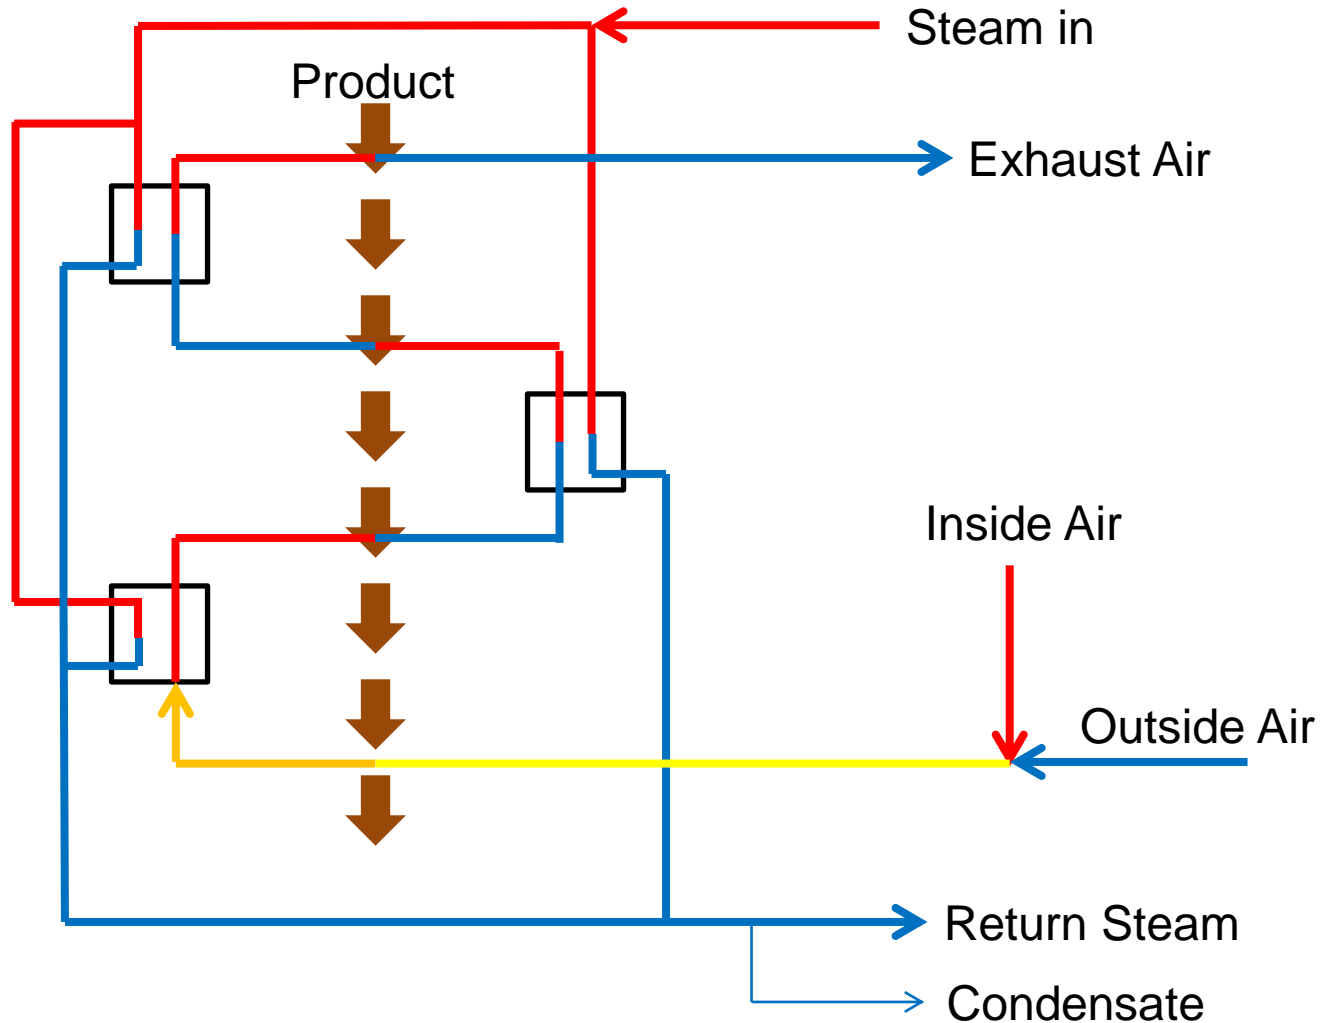 Steam in
Product
Exhaust Air
Inside Air
Outside Air
Return Steam
Condensate